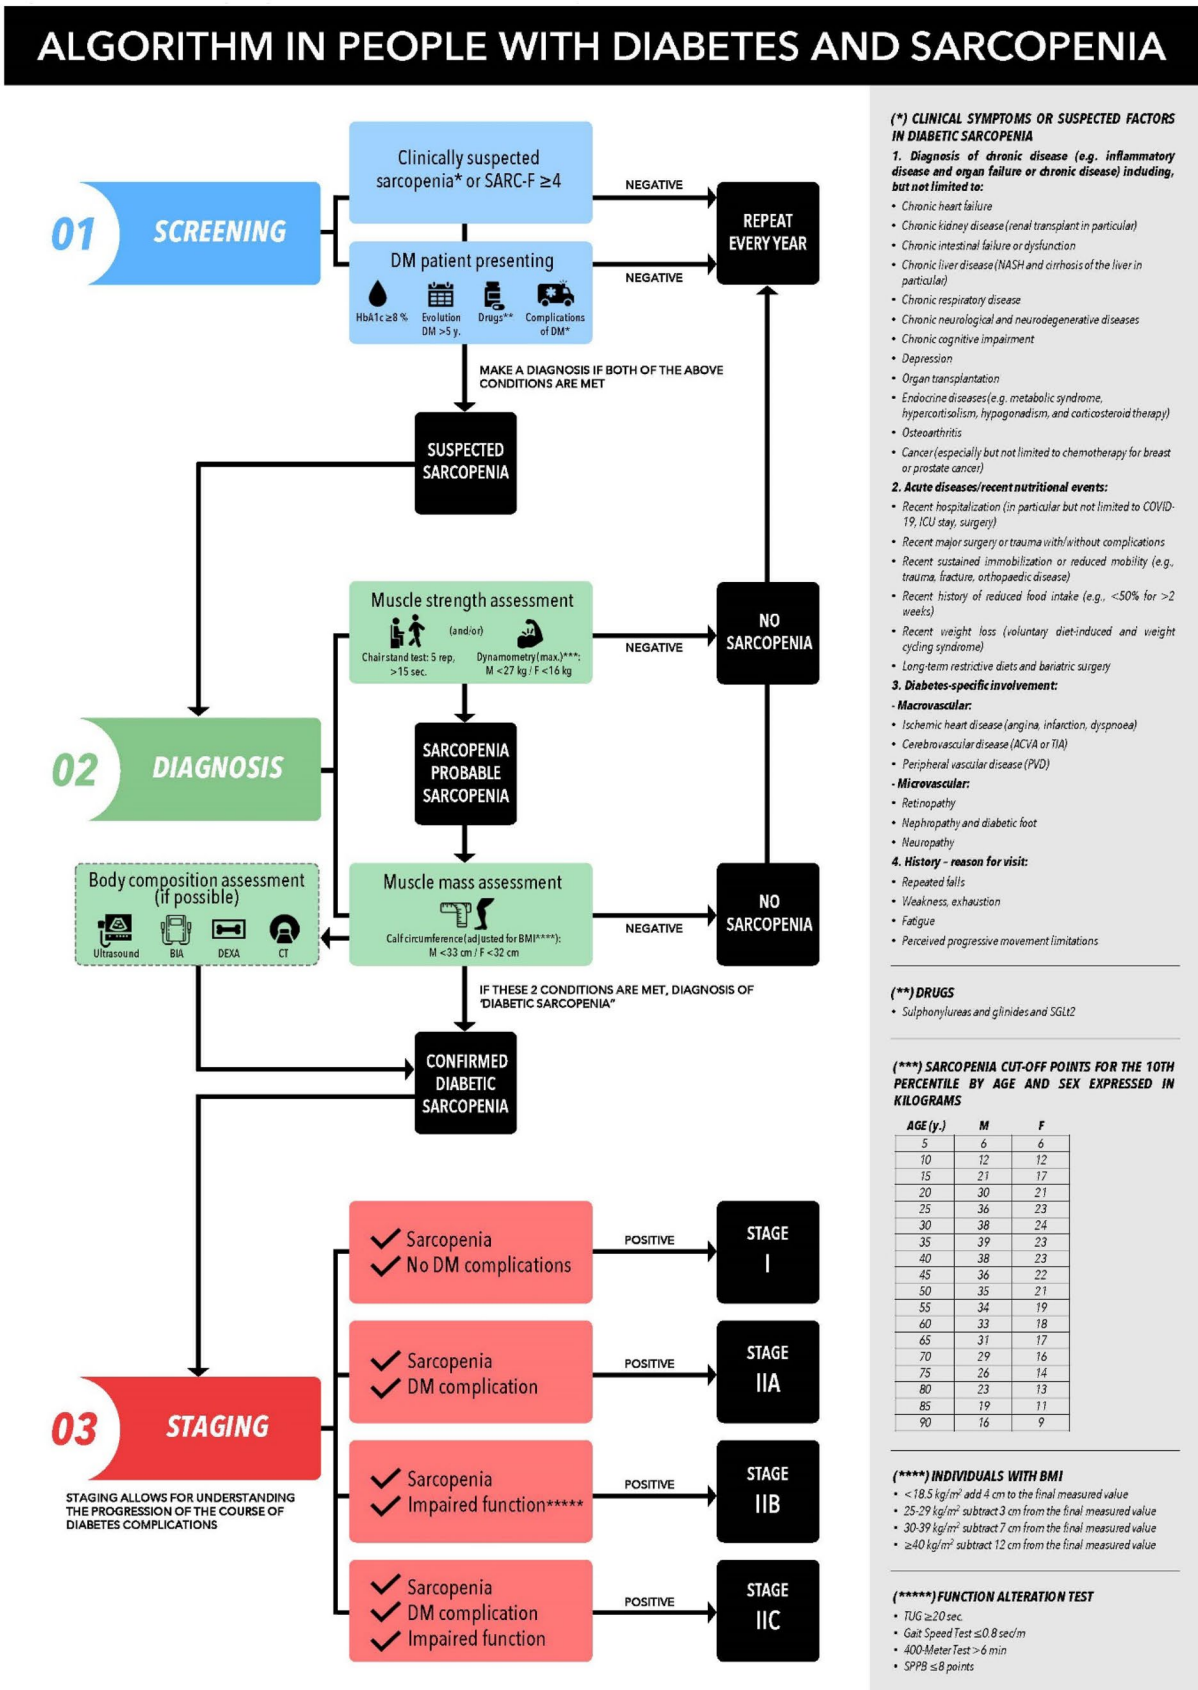 ALGORITHM IN PEOPLE WITH DIABETES AND SARCOPENIA
01
SCREENING
Clinically suspected
sarcopenia* or SARC-F ≥4
NEGATIVE
DM patient presenting
HbA1c ≥8 %
Evolution
DM >5 y.
Drugs**
Complications
of DM*
NEGATIVE
REPEAT
EVERY YEAR
MAKE A DIAGNOSIS IF BOTH OF THE ABOVE
CONDITIONS ARE MET
SUSPECTED
SARCOPENIA
02
DIAGNOSIS
Muscle strength assessment
(and/or)
Chair stand test: 5 rep,
>15 sec.
Dynamometry (max.)***:
M <27 kg / F <16 kg
NEGATIVE
NO
SARCOPENIA
SARCOPENIA
PROBABLE
SARCOPENIA
Body composition assessment
(if possible)
Ultrasound
BIA
DEXA
CT
Muscle mass assessment
Calf circumference (adjusted for BMI****):
M <33 cm / F <32 cm
NEGATIVE
NO
SARCOPENIA
IF THESE 2 CONDITIONS ARE MET, DIAGNOSIS OF
"DIABETIC SARCOPENIA"
CONFIRMED
DIABETIC
SARCOPENIA
03
STAGING
STAGING ALLOWS FOR UNDERSTANDING
THE PROGRESSION OF THE COURSE OF
DIABETES COMPLICATIONS
Sarcopenia
No DM complications
POSITIVE
STAGE
I
Sarcopenia
DM complication
POSITIVE
STAGE
IIA
Sarcopenia
Impaired function*****
POSITIVE
STAGE
IIB
Sarcopenia
DM complication
Impaired function
POSITIVE
STAGE
IIC
(*) CLINICAL SYMPTOMS OR SUSPECTED FACTORS
IN DIABETIC SARCOPENIA
1. Diagnosis of chronic disease (e.g. inflammatory
disease and organ failure or chronic disease) including,
but not limited to:
• Chronic heart failure
• Chronic kidney disease (renal transplant in particular)
• Chronic intestinal failure or dysfunction
• Chronic liver disease (NASH and cirrhosis of the liver in
particular)
• Chronic respiratory disease
• Chronic neurological and neurodegenerative diseases
• Chronic cognitive impairment
• Depression
• Organ transplantation
• Endocrine diseases (e.g. metabolic syndrome,
hypercortisolism, hypogonadism, and corticosteroid therapy)
• Osteoarthritis
• Cancer (especially but not limited to chemotherapy for breast
or prostate cancer)
2. Acute diseases/recent nutritional events:
• Recent hospitalization (in particular but not limited to COVID-
19, ICU stay, surgery)
• Recent major surgery or trauma with/without complications
• Recent sustained immobilization or reduced mobility (e.g.,
trauma, fracture, orthopaedic disease)
• Recent history of reduced food intake (e.g., <50% for >2
weeks)
• Recent weight loss (voluntary diet-induced and weight
cycling syndrome)
• Long-term restrictive diets and bariatric surgery
3. Diabetes-specific involvement:
- Macrovascular:
• Ischemic heart disease (angina, infarction, dyspnoea)
• Cerebrovascular disease (ACVA or TIA)
• Peripheral vascular disease (PVD)
- Microvascular:
• Retinopathy
• Nephropathy and diabetic foot
• Neuropathy
4. History – reason for visit:
• Repeated falls
• Weakness, exhaustion
• Fatigue
• Perceived progressive movement limitations
(**) DRUGS
• Sulphonylureas and glinides and SGLt2
(***) SARCOPENIA CUT-OFF POINTS FOR THE 10TH
PERCENTILE BY AGE AND SEX EXPRESSED IN
KILOGRAMS
AGE (y.) M F
5 6 6
10 12 12
15 21 17
20 30 21
25 36 23
30 38 24
35 39 23
40 38 23
45 36 22
50 35 21
55 34 19
60 33 18
65 31 17
70 29 16
75 26 14
80 23 13
85 19 11
90 16 9
(****) INDIVIDUALS WITH BMI
• <18.5 kg/m² add 4 cm to the final measured value
• 25-29 kg/m² subtract 3 cm from the final measured value
• 30-39 kg/m² subtract 7 cm from the final measured value
• ≥40 kg/m² subtract 12 cm from the final measured value
(*****) FUNCTION ALTERATION TEST
• TUG ≥20 sec.
• Gait Speed Test ≤0.8 sec/m
• 400-Meter Test >6 min
• SPPB ≤8 points